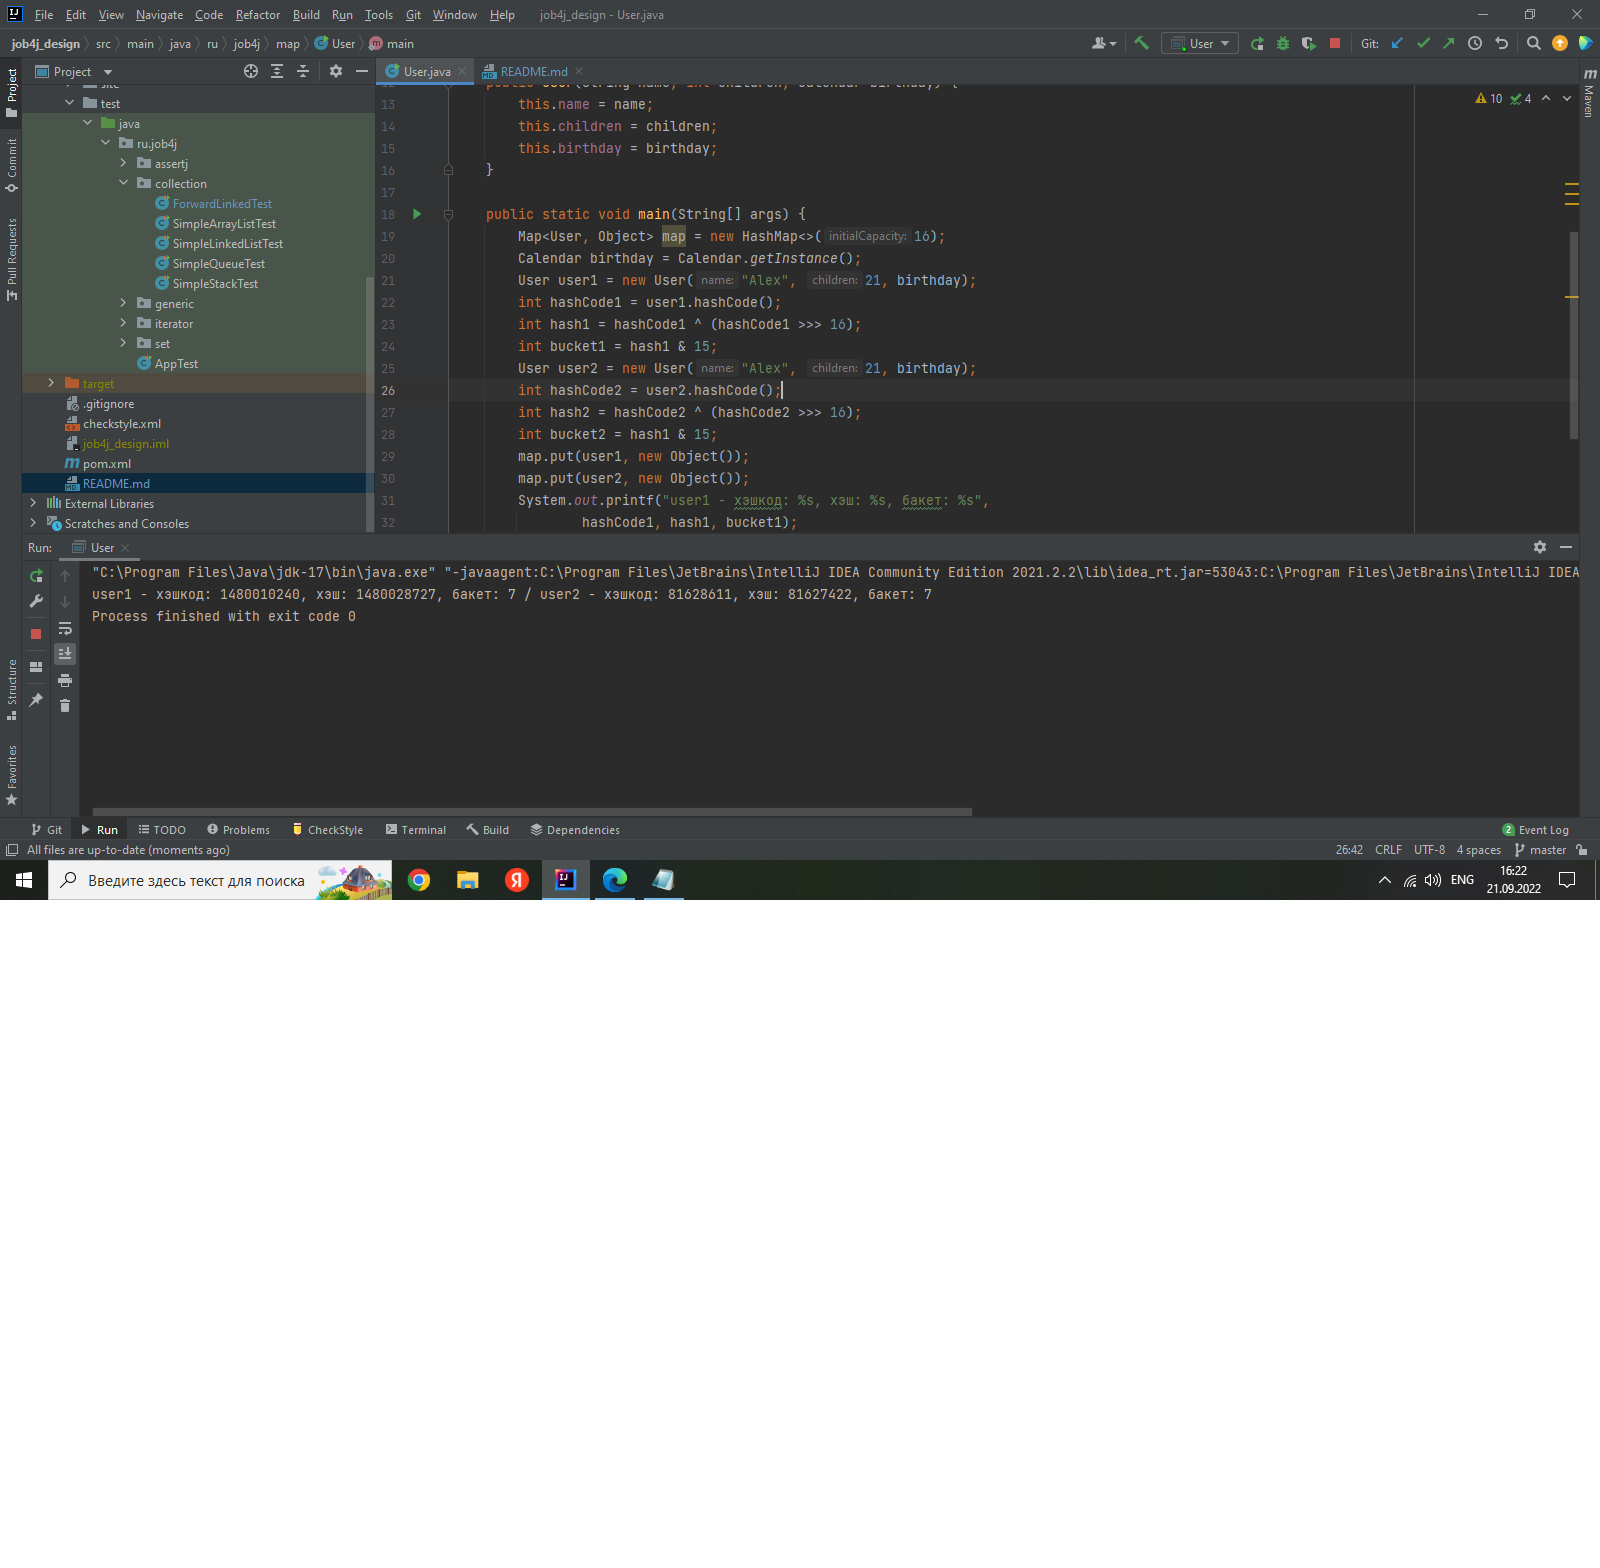 File Edit View Navigate Code Refactor Build Run Tools Git Window Help job4j_design - User.java
job4j_design src main java ru job4j map User main
User Git:
Project
User.java README.md
Project
Commit
Pull Requests
Structure
Favorites
Maven
test
java
ru.job4j
assertj
collection
ForwardLinkedTest
SimpleArrayListTest
SimpleLinkedListTest
SimpleQueueTest
SimpleStackTest
generic
iterator
set
AppTest
target
.gitignore
checkstyle.xml
job4j_design.iml
pom.xml
README.md
External Libraries
Scratches and Consoles
10 4
13 this.name = name;
14 this.children = children;
15 this.birthday = birthday;
16 }
17
18 public static void main(String[] args) {
19 Map<User, Object> map = new HashMap<>( initialCapacity: 16);
20 Calendar birthday = Calendar.getInstance();
21 User user1 = new User( name: "Alex", children: 21, birthday);
22 int hashCode1 = user1.hashCode();
23 int hash1 = hashCode1 ^ (hashCode1 >>> 16);
24 int bucket1 = hash1 & 15;
25 User user2 = new User( name: "Alex", children: 21, birthday);
26 int hashCode2 = user2.hashCode();
27 int hash2 = hashCode2 ^ (hashCode2 >>> 16);
28 int bucket2 = hash1 & 15;
29 map.put(user1, new Object());
30 map.put(user2, new Object());
31 System.out.printf("user1 - хэшкод: %s, хэш: %s, бакет: %s",
32 hashCode1, hash1, bucket1);
Run: User
"C:\Program Files\Java\jdk-17\bin\java.exe" "-javaagent:C:\Program Files\JetBrains\IntelliJ IDEA Community Edition 2021.2.2\lib\idea_rt.jar=53043:C:\Program Files\JetBrains\IntelliJ IDEA
user1 - хэшкод: 1480010240, хэш: 1480028727, бакет: 7 / user2 - хэшкод: 81628611, хэш: 81627422, бакет: 7
Process finished with exit code 0
Git Run TODO Problems CheckStyle Terminal Build Dependencies 2 Event Log
All files are up-to-date (moments ago) 26:42 CRLF UTF-8 4 spaces master
Введите здесь текст для поиска ENG 16:22
21.09.2022